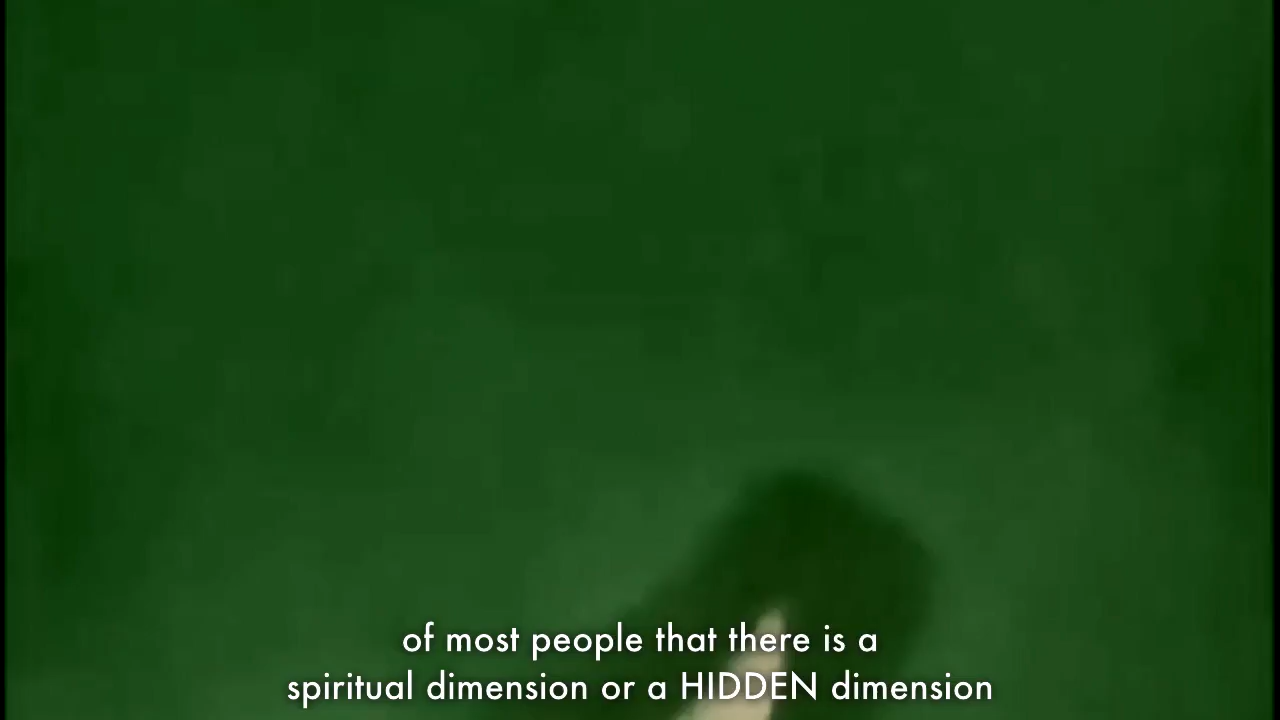 of most people that there is a
spiritual dimension or a HIDDEN dimension